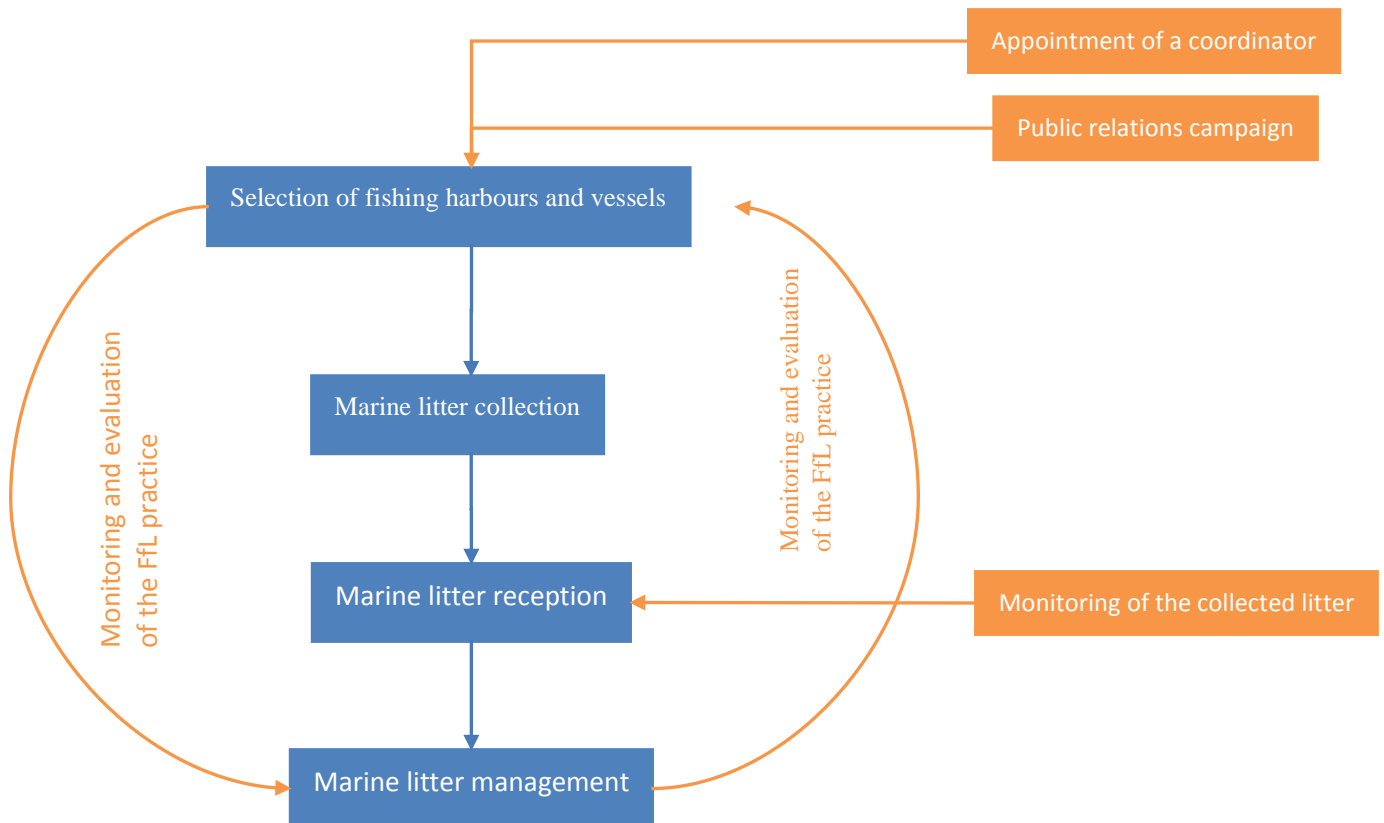 Appointment of a coordinator
Public relations campaign
Selection of fishing harbours and vessels
Monitoring and evaluation
of the FfL practice
Marine litter collection
Monitoring and evaluation
of the FfL practice
Marine litter reception
Monitoring of the collected litter
Marine litter management